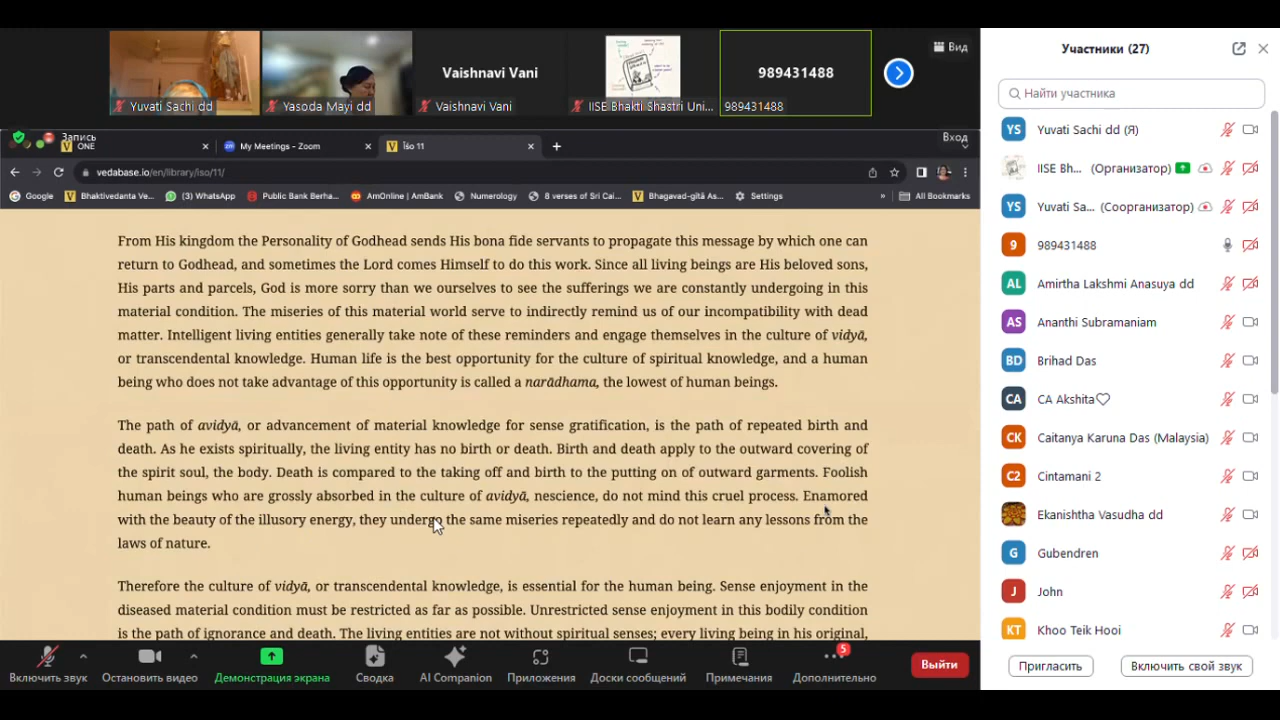 Vaishnavi Vani
989431488
Вид
Yuvati Sachi dd
Yasoda Mayi dd
Vaishnavi Vani
IISE Bhakti Shastri Uni...
989431488
Запись
ONE
My Meetings - Zoom
Īśo 11
Вход
vedabase.io/en/library/iso/11/
Google
Bhaktivedanta Ve...
(3) WhatsApp
Public Bank Berha...
AmOnline | AmBank
Numerology
8 verses of Sri Cai...
Bhagavad-gītā As...
Settings
»
All Bookmarks
From His kingdom the Personality of Godhead sends His bona fide servants to propagate this message by which one can
return to Godhead, and sometimes the Lord comes Himself to do this work. Since all living beings are His beloved sons,
His parts and parcels, God is more sorry than we ourselves to see the sufferings we are constantly undergoing in this
material condition. The miseries of this material world serve to indirectly remind us of our incompatibility with dead
matter. Intelligent living entities generally take note of these reminders and engage themselves in the culture of vidyā,
or transcendental knowledge. Human life is the best opportunity for the culture of spiritual knowledge, and a human
being who does not take advantage of this opportunity is called a narādhama, the lowest of human beings.
The path of avidyā, or advancement of material knowledge for sense gratification, is the path of repeated birth and
death. As he exists spiritually, the living entity has no birth or death. Birth and death apply to the outward covering of
the spirit soul, the body. Death is compared to the taking off and birth to the putting on of outward garments. Foolish
human beings who are grossly absorbed in the culture of avidyā, nescience, do not mind this cruel process. Enamored
with the beauty of the illusory energy, they undergo the same miseries repeatedly and do not learn any lessons from the
laws of nature.
Therefore the culture of vidyā, or transcendental knowledge, is essential for the human being. Sense enjoyment in the
diseased material condition must be restricted as far as possible. Unrestricted sense enjoyment in this bodily condition
is the path of ignorance and death. The living entities are not without spiritual senses; every living being in his original,
Участники (27)
Найти участника
YS Yuvati Sachi dd (Я)
IISE Bh... (Организатор)
YS Yuvati Sa... (Соорганизатор)
9 989431488
AL Amirtha Lakshmi Anasuya dd
AS Ananthi Subramaniam
BD Brihad Das
CA CA Akshita♡
CK Caitanya Karuna Das (Malaysia)
C2 Cintamani 2
Ekanishtha Vasudha dd
G Gubendren
J John
KT Khoo Teik Hooi
Пригласить
Включить свой звук
Включить звук
Остановить видео
Демонстрация экрана
Сводка
AI Companion
Приложения
Доски сообщений
Примечания
5
Дополнительно
Выйти